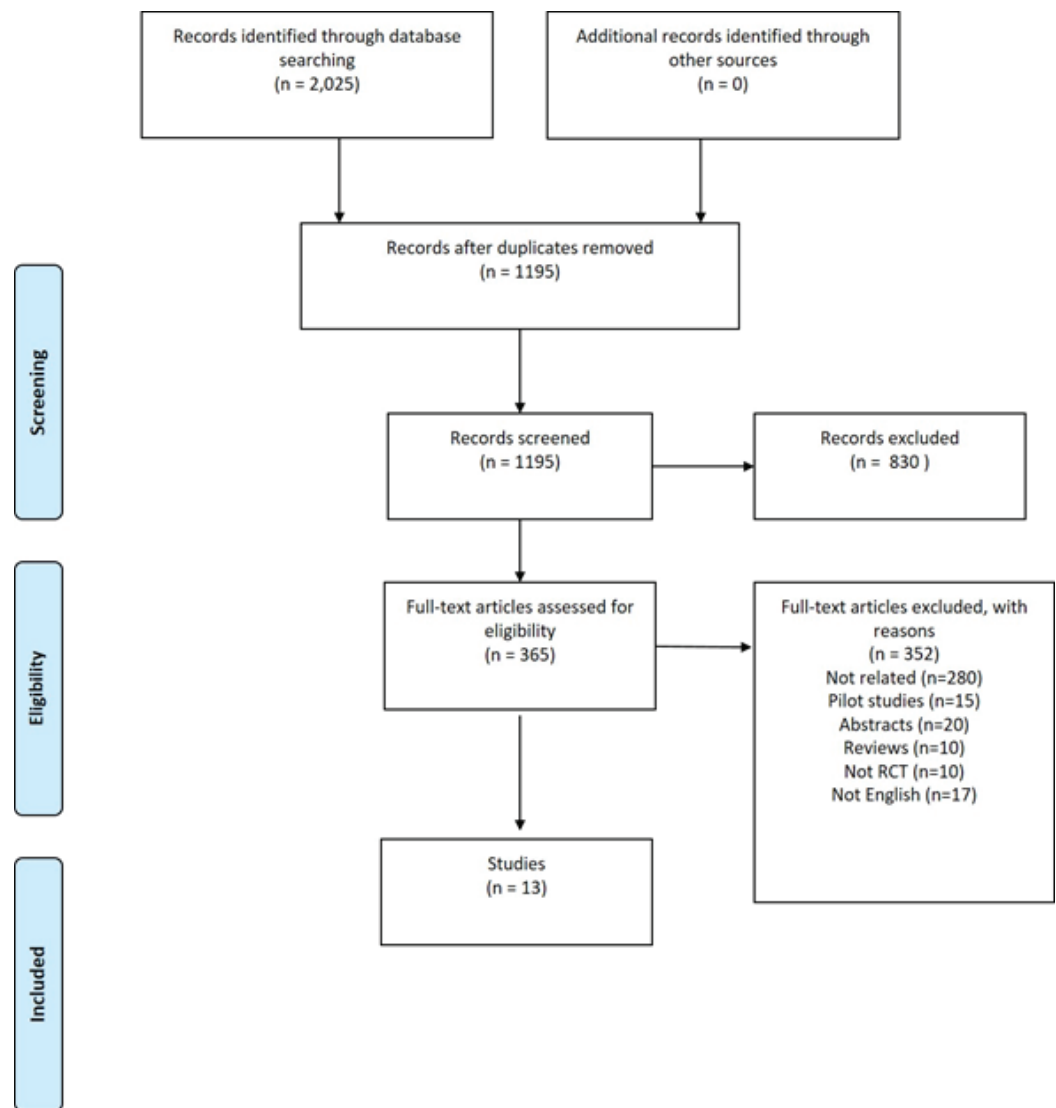 Records identified through database
searching
(n = 2,025)
Additional records identified through
other sources
(n = 0)
Records after duplicates removed
(n = 1195)
Screening
Records screened
(n = 1195)
Records excluded
(n = 830 )
Eligibility
Full-text articles assessed for
eligibility
(n = 365)
Full-text articles excluded, with
reasons
(n = 352)
Not related (n=280)
Pilot studies (n=15)
Abstracts (n=20)
Reviews (n=10)
Not RCT (n=10)
Not English (n=17)
Included
Studies
(n = 13)